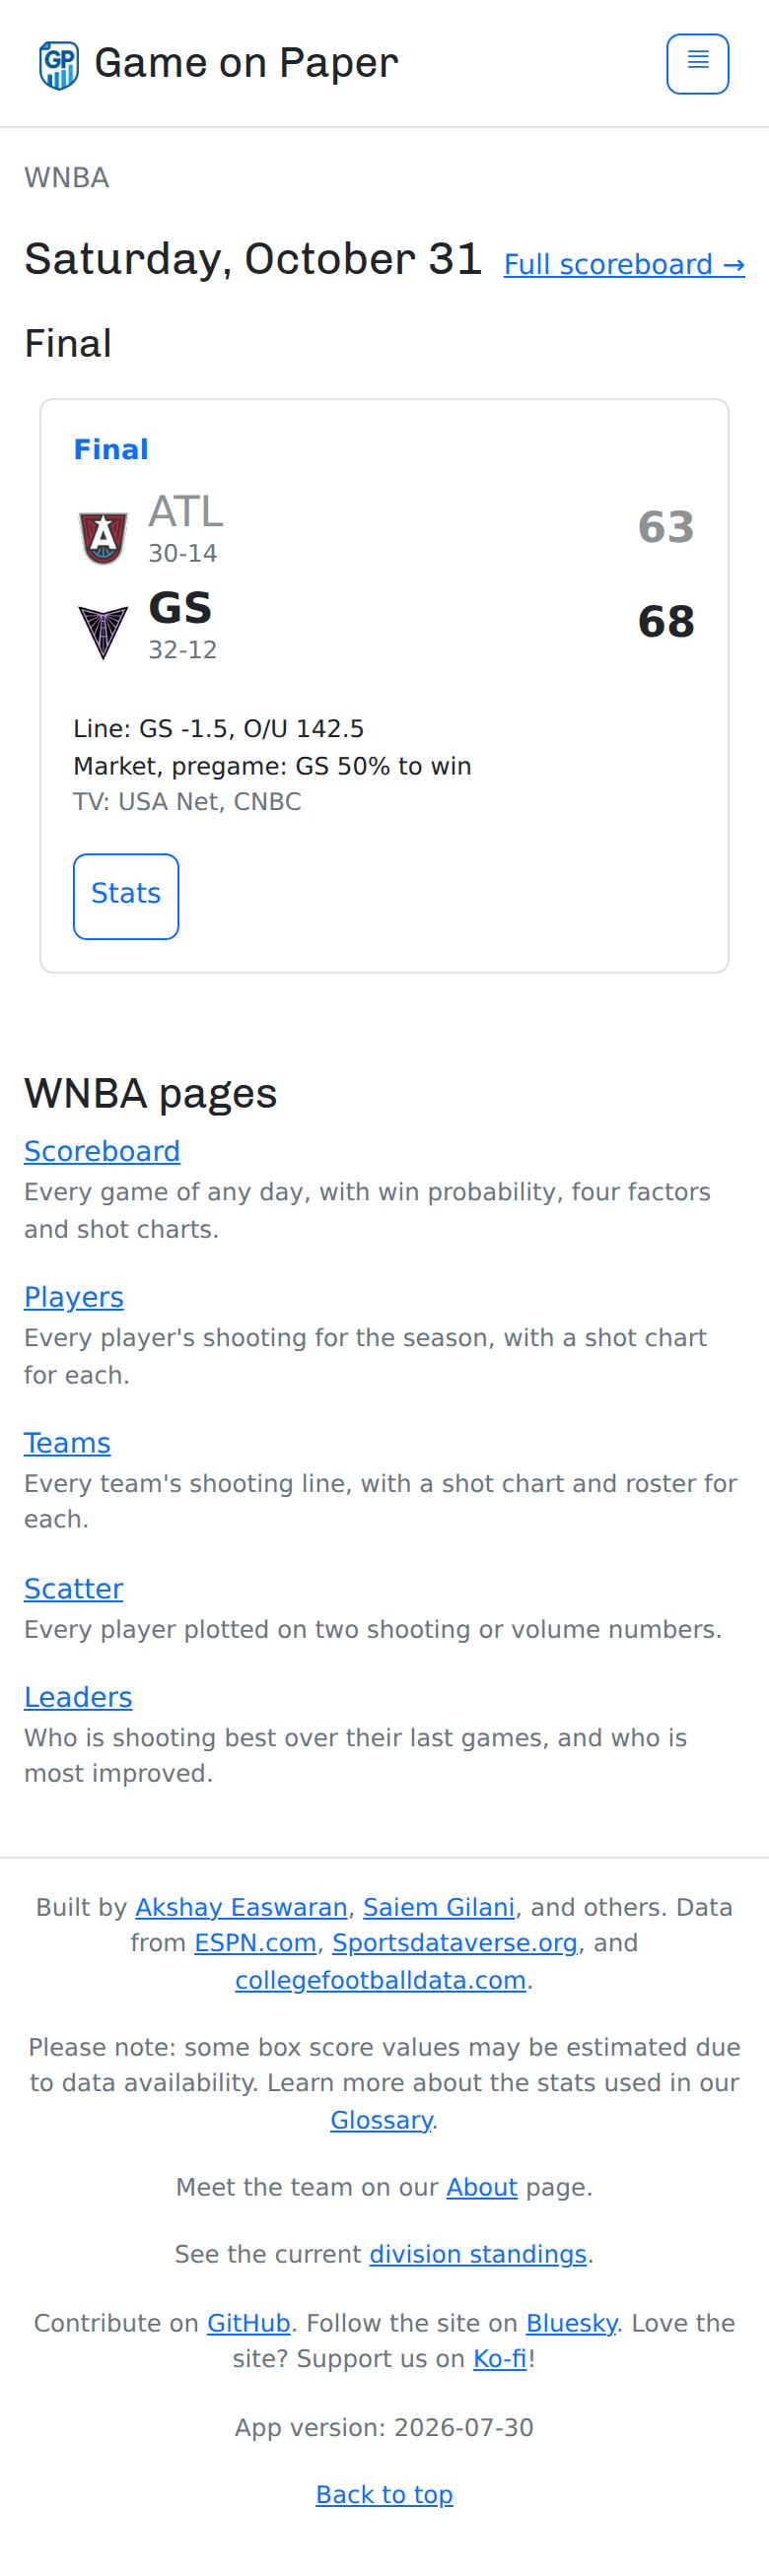 GP Game on Paper
WNBA
Saturday, October 31 Full scoreboard →
Final
Final
A
ATL
63
30-14
GS
68
32-12
Line: GS -1.5, O/U 142.5
Market, pregame: GS 50% to win
TV: USA Net, CNBC
Stats
WNBA pages
Scoreboard
Every game of any day, with win probability, four factors
and shot charts.
Players
Every player's shooting for the season, with a shot chart
for each.
Teams
Every team's shooting line, with a shot chart and roster for
each.
Scatter
Every player plotted on two shooting or volume numbers.
Leaders
Who is shooting best over their last games, and who is
most improved.
Built by Akshay Easwaran, Saiem Gilani, and others. Data
from ESPN.com, Sportsdataverse.org, and
collegefootballdata.com.
Please note: some box score values may be estimated due
to data availability. Learn more about the stats used in our
Glossary.
Meet the team on our About page.
See the current division standings.
Contribute on GitHub. Follow the site on Bluesky. Love the
site? Support us on Ko-fi!
App version: 2026-07-30
Back to top